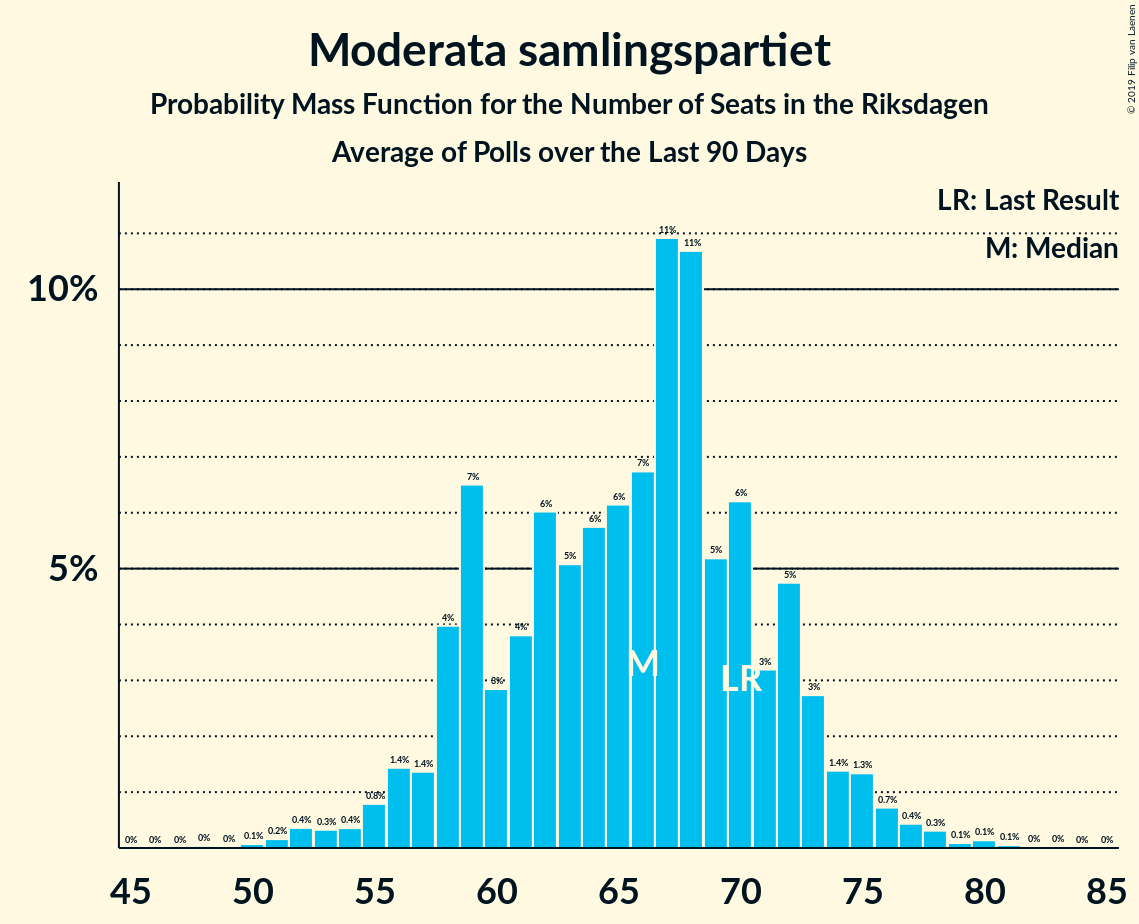 Moderata samlingspartiet
Probability Mass Function for the Number of Seats in the Riksdagen
Average of Polls over the Last 90 Days
© 2019 Filip van Laenen
LR: Last Result
M: Median
10%
5%
0% 0% 0% 0% 0% 0.1% 0.2% 0.4% 0.3% 0.4% 0.8% 1.4% 1.4% 4% 7% 3% 4% 6% 5% 6% 6% 7% 11% 11% 5% 6% 3% 5% 3% 1.4% 1.3% 0.7% 0.4% 0.3% 0.1% 0.1% 0.1% 0% 0% 0% 0%
M LR
45 50 55 60 65 70 75 80 85